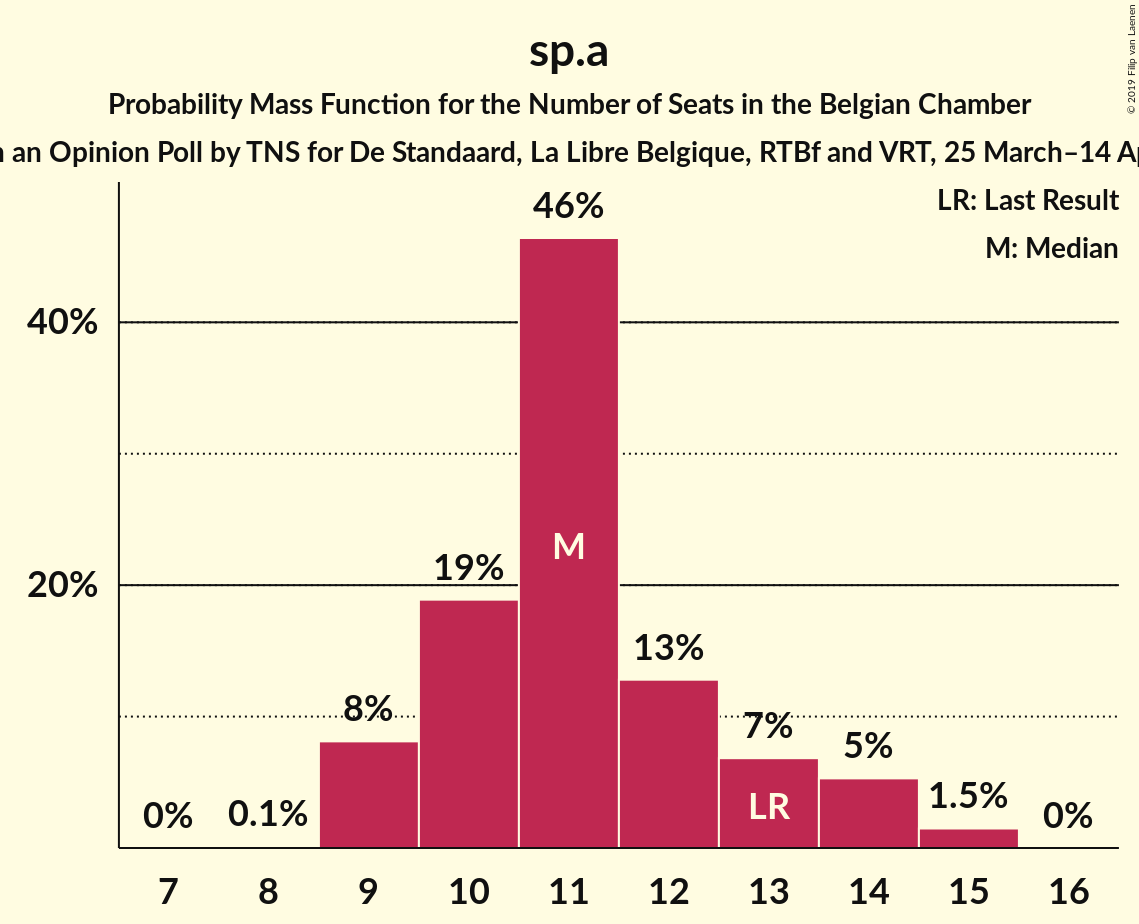 sp.a
Probability Mass Function for the Number of Seats in the Belgian Chamber
an Opinion Poll by TNS for De Standaard, La Libre Belgique, RTBf and VRT, 25 March–14
© 2019 Filip van Laenen
LR: Last Result
M: Median
46%
40%
M
19%
20%
13%
8%
7%
5%
LR
1.5%
0%
0.1%
0%
7 8 9 10 11 12 13 14 15 16